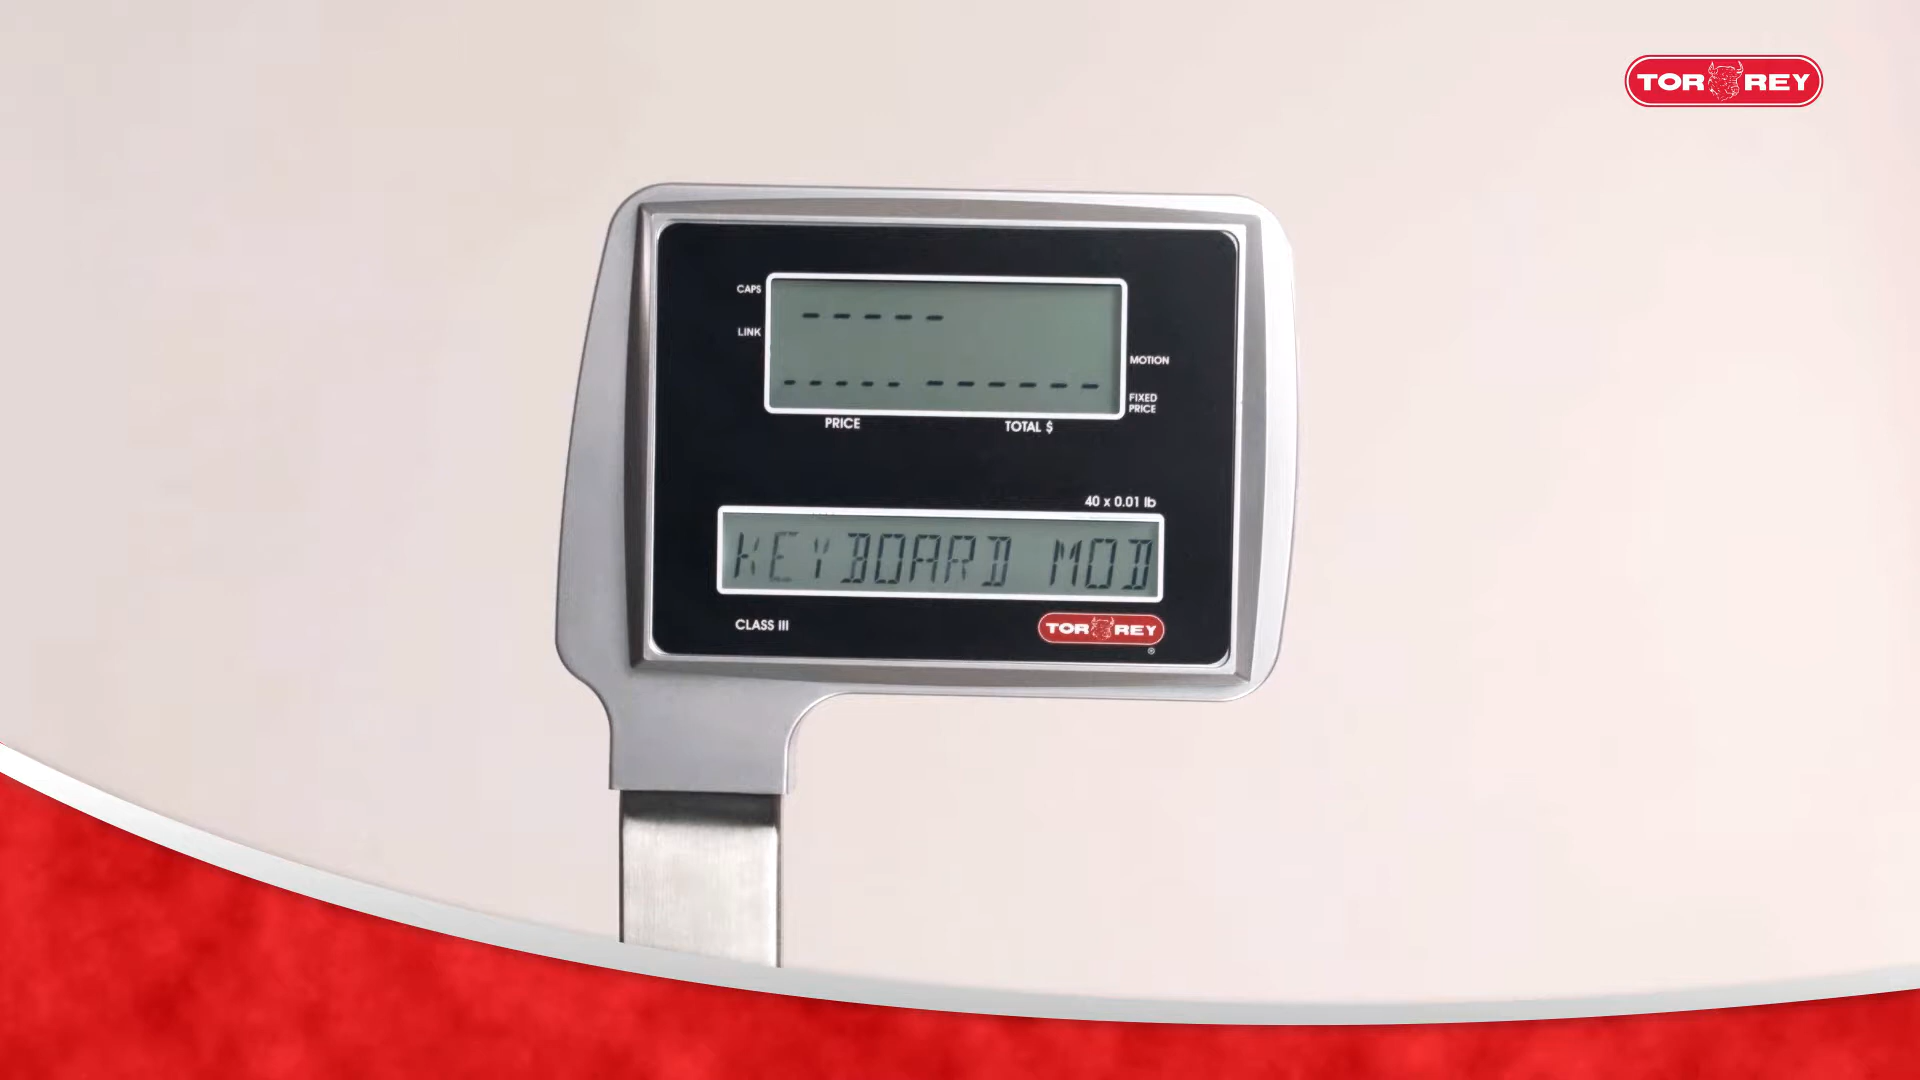 TOR REY
CAPS
LINK
MOTION
FIXED
PRICE
PRICE
TOTAL $
40 x 0.01 lb
KEYBOARD MOD
CLASS III
TOR REY
®